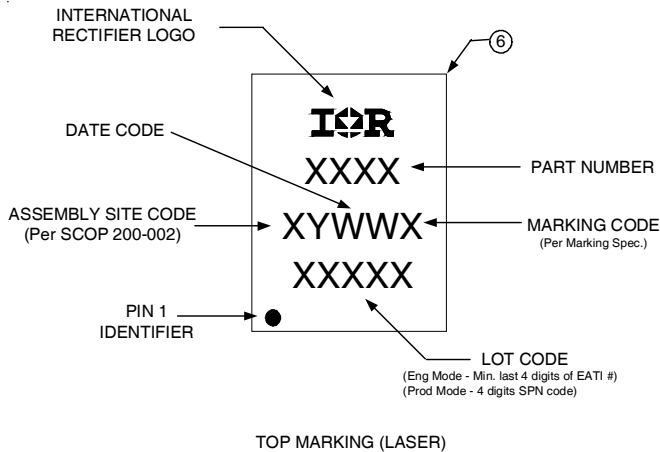 INTERNATIONAL
RECTIFIER LOGO
6
IOR
DATE CODE
XXXX
PART NUMBER
ASSEMBLY SITE CODE
(Per SCOP 200-002)
XYWWX
MARKING CODE
(Per Marking Spec.)
XXXXX
PIN 1
IDENTIFIER
LOT CODE
(Eng Mode - Min. last 4 digits of EATI #)
(Prod Mode - 4 digits SPN code)
TOP MARKING (LASER)